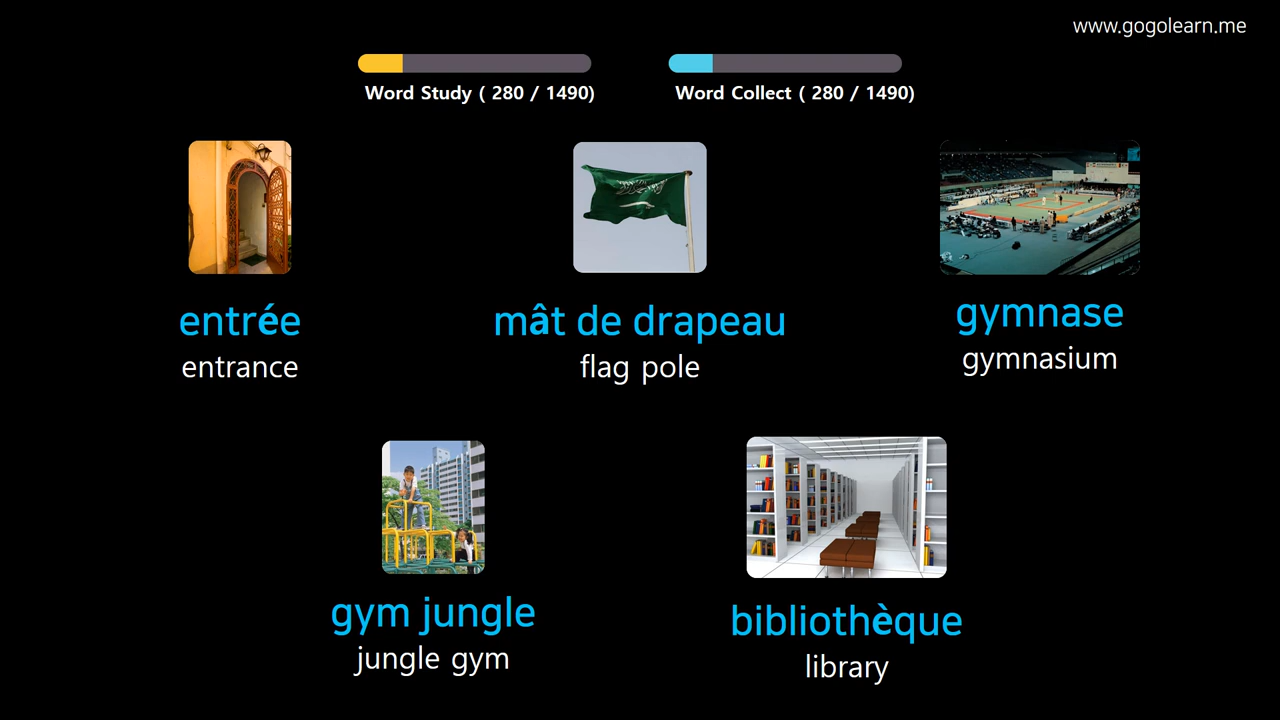 www.gogolearn.me
Word Study ( 280 / 1490)
Word Collect ( 280 / 1490)
entrée
entrance
mât de drapeau
flag pole
gymnase
gymnasium
gym jungle
jungle gym
bibliothèque
library